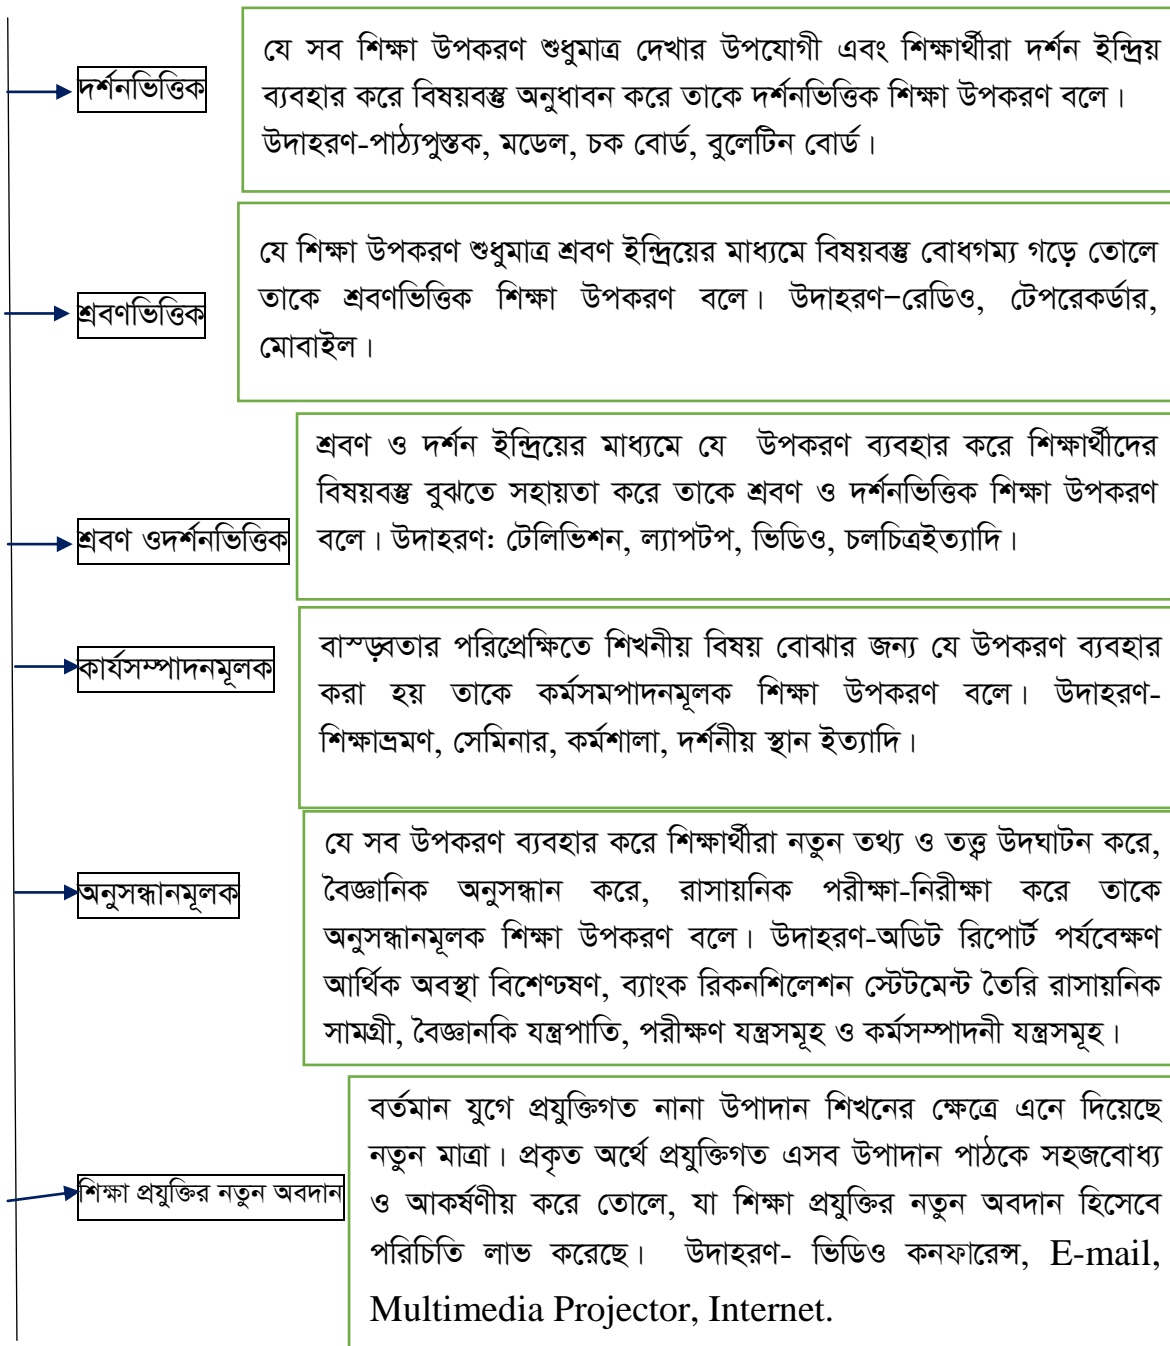 দর্শনভিত্তিক
যে সব শিক্ষা উপকরণ শুধুমাত্র দেখার উপযোগী এবং শিক্ষার্থীরা দর্শন ইন্দ্রিয়
ব্যবহার করে বিষয়বস্তু অনুধাবন করে তাকে দর্শনভিত্তিক শিক্ষা উপকরণ বলে।
উদাহরণ-পাঠ্যপুস্তক, মডেল, চক বোর্ড, বুলেটিন বোর্ড।
শ্রবণভিত্তিক
যে শিক্ষা উপকরণ শুধুমাত্র শ্রবণ ইন্দ্রিয়ের মাধ্যমে বিষয়বস্তু বোধগম্য গড়ে তোলে
তাকে শ্রবণভিত্তিক শিক্ষা উপকরণ বলে। উদাহরণ–রেডিও, টেপরেকর্ডার,
মোবাইল।
শ্রবণ ওদর্শনভিত্তিক
শ্রবণ ও দর্শন ইন্দ্রিয়ের মাধ্যমে যে উপকরণ ব্যবহার করে শিক্ষার্থীদের
বিষয়বস্তু বুঝতে সহায়তা করে তাকে শ্রবণ ও দর্শনভিত্তিক শিক্ষা উপকরণ
বলে। উদাহরণ: টেলিভিশন, ল্যাপটপ, ভিডিও, চলচিত্রইত্যাদি।
কার্যসম্পাদনমূলক
বাস্ড়বতার পরিপ্রেক্ষিতে শিখনীয় বিষয় বোঝার জন্য যে উপকরণ ব্যবহার
করা হয় তাকে কর্মসমপাদনমূলক শিক্ষা উপকরণ বলে। উদাহরণ-
শিক্ষাভ্রমণ, সেমিনার, কর্মশালা, দর্শনীয় স্থান ইত্যাদি।
অনুসন্ধানমূলক
যে সব উপকরণ ব্যবহার করে শিক্ষার্থীরা নতুন তথ্য ও তত্ত্ব উদঘাটন করে,
বৈজ্ঞানিক অনুসন্ধান করে, রাসায়নিক পরীক্ষা-নিরীক্ষা করে তাকে
অনুসন্ধানমূলক শিক্ষা উপকরণ বলে। উদাহরণ-অডিট রিপোর্ট পর্যবেক্ষণ
আর্থিক অবস্থা বিশেণ্ঢষণ, ব্যাংক রিকনশিলেশন স্টেটমেন্ট তৈরি রাসায়নিক
সামগ্রী, বৈজ্ঞানকি যন্ত্রপাতি, পরীক্ষণ যন্ত্রসমূহ ও কর্মসম্পাদনী যন্ত্রসমূহ।
শিক্ষা প্রযুক্তির নতুন অবদান
বর্তমান যুগে প্রযুক্তিগত নানা উপাদান শিখনের ক্ষেত্রে এনে দিয়েছে
নতুন মাত্রা। প্রকৃত অর্থে প্রযুক্তিগত এসব উপাদান পাঠকে সহজবোধ্য
ও আকর্ষণীয় করে তোলে, যা শিক্ষা প্রযুক্তির নতুন অবদান হিসেবে
পরিচিতি লাভ করেছে। উদাহরণ- ভিডিও কনফারেন্স, E-mail,
Multimedia Projector, Internet.